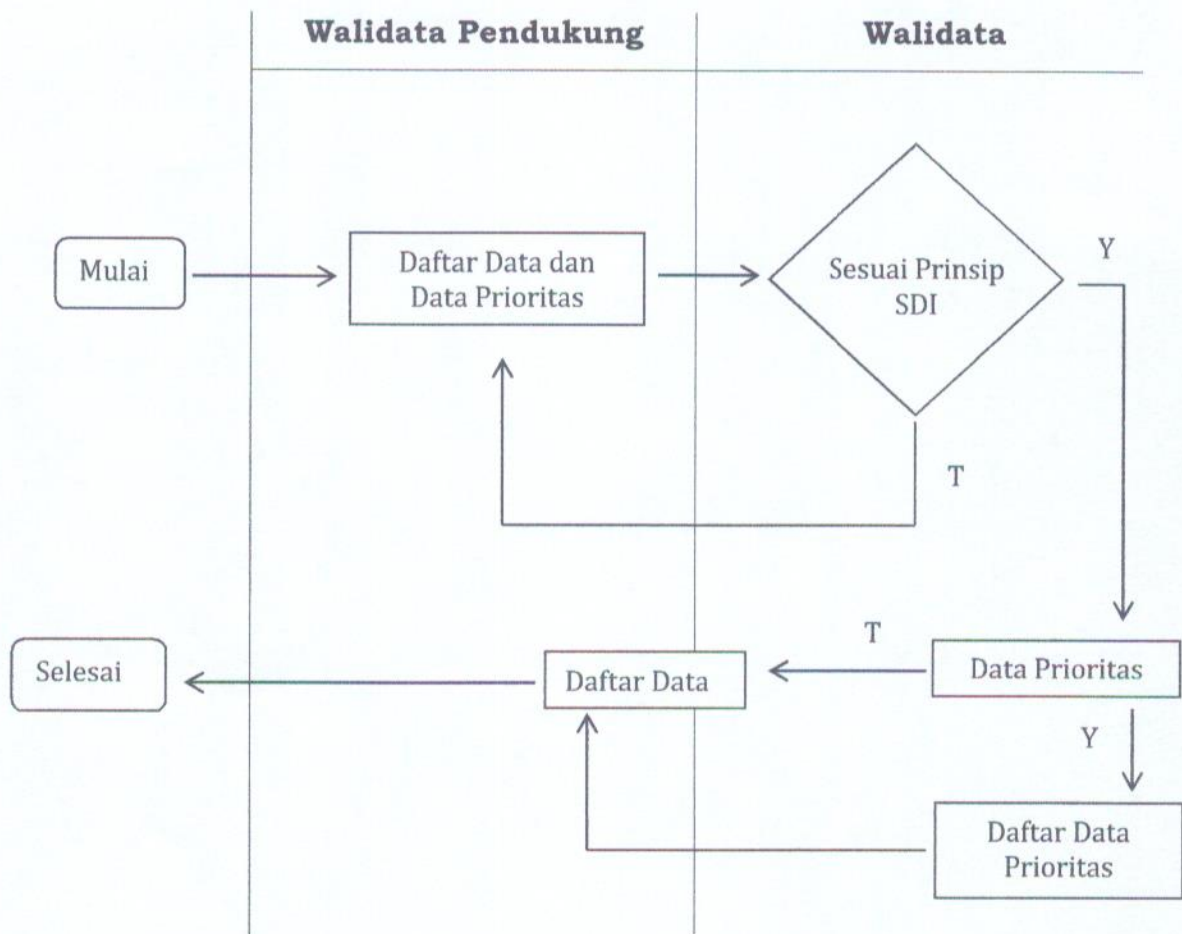 Walidata Pendukung
Walidata
Mulai
Daftar Data dan
Data Prioritas
Sesuai Prinsip
SDI
Y
T
Selesai
Daftar Data
T
Data Prioritas
Y
Daftar Data
Prioritas